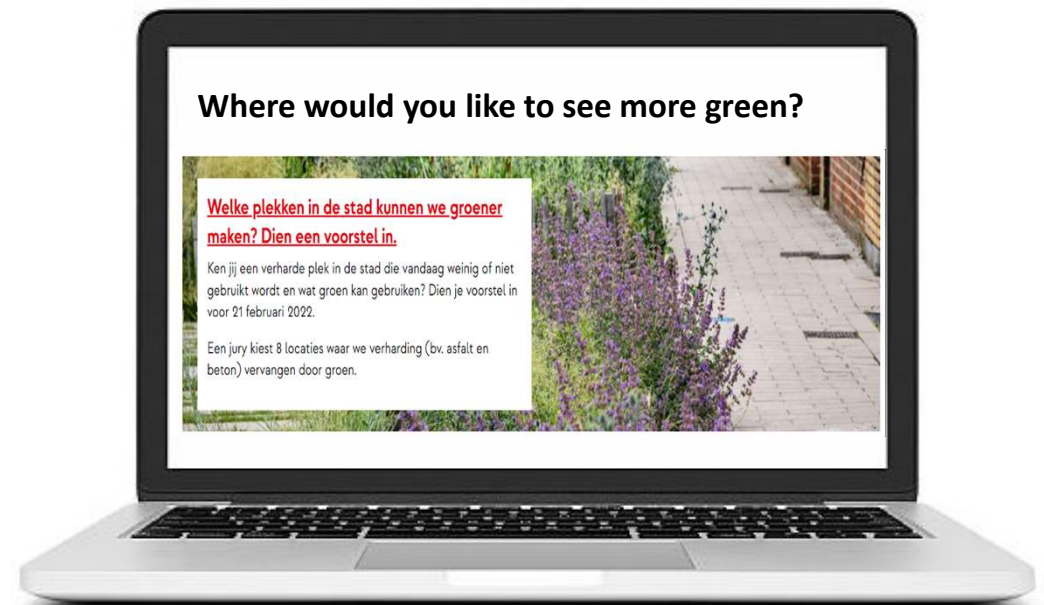 Where would you like to see more green?
Welke plekken in de stad kunnen we groener
maken? Dien een voorstel in.
Ken jij een verharde plek in de stad die vandaag weinig of niet
gebruikt wordt en wat groen kan gebruiken? Dien je voorstel in
voor 21 februari 2022.
Een jury kiest 8 locaties waar we verharding (bv. asfalt en
beton) vervangen door groen.